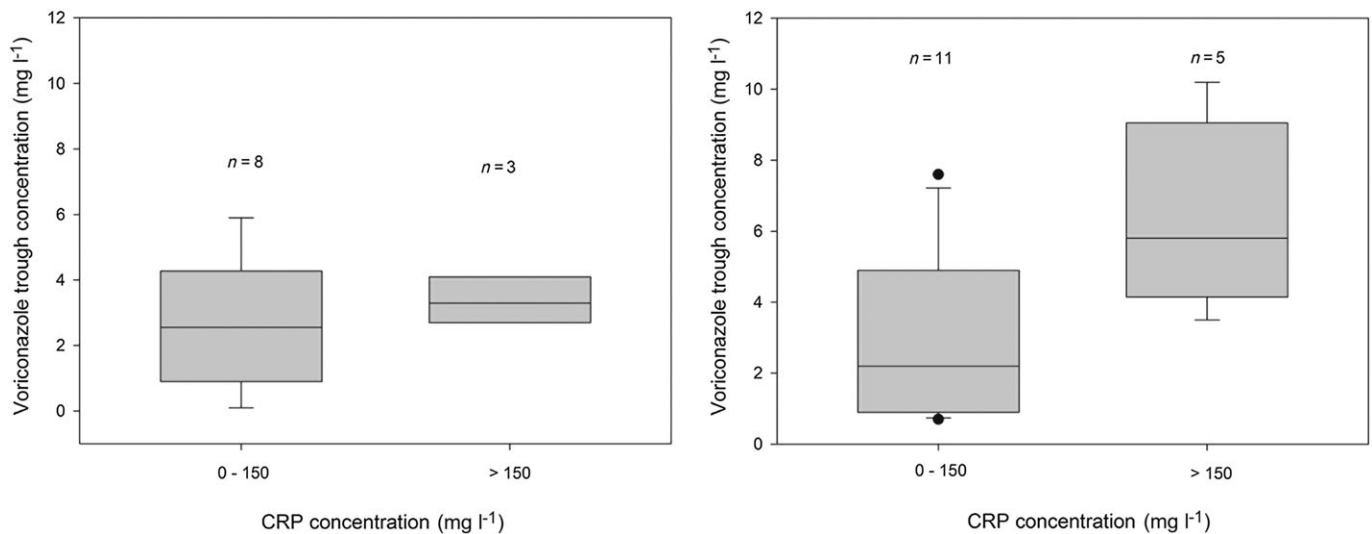 Voriconazole trough concentration (mg l-1)
12
10
8
6
4
2
0
n = 8
n = 3
0 - 150
> 150
CRP concentration (mg l-1)
Voriconazole trough concentration (mg l-1)
12
10
8
6
4
2
0
n = 11
n = 5
0 - 150
> 150
CRP concentration (mg l-1)